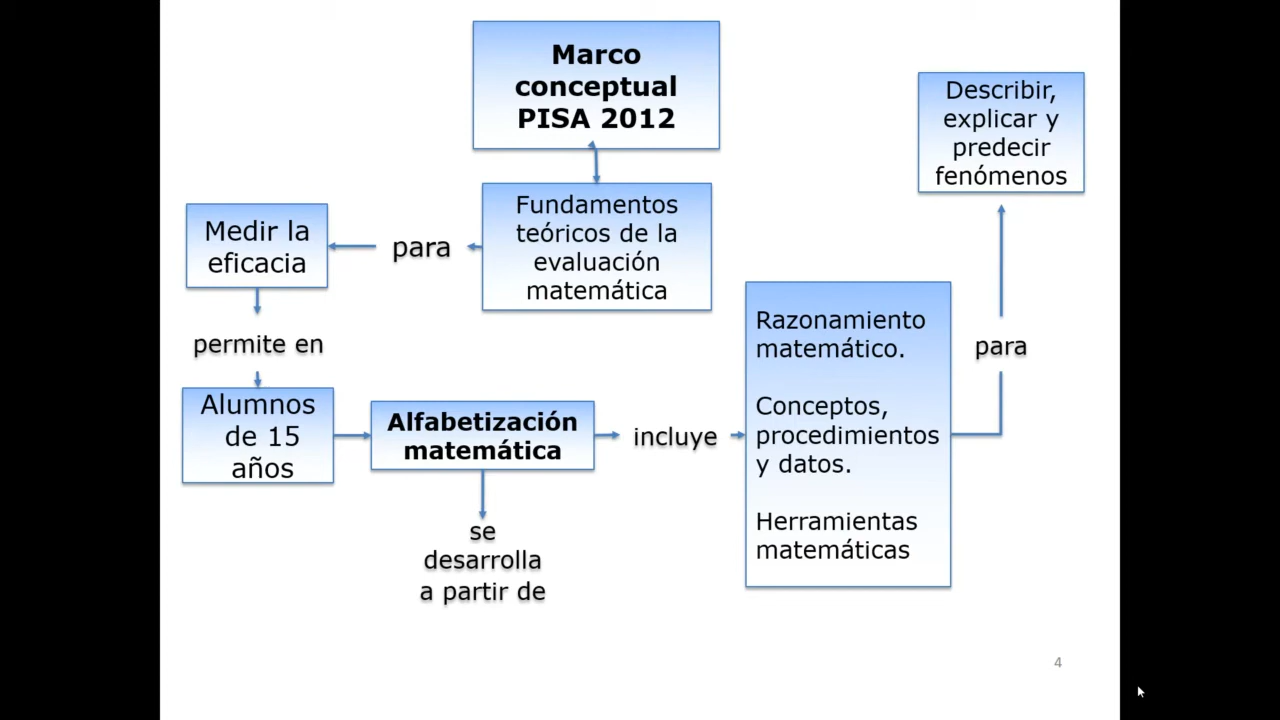 Marco
conceptual
PISA 2012
Describir,
explicar y
predecir
fenómenos
Fundamentos
teóricos de la
evaluación
matemática
para
Medir la
eficacia
permite en
Alumnos
de 15
años
Alfabetización
matemática
incluye
Razonamiento
matemático.
Conceptos,
procedimientos
y datos.
Herramientas
matemáticas
para
se
desarrolla
a partir de
4